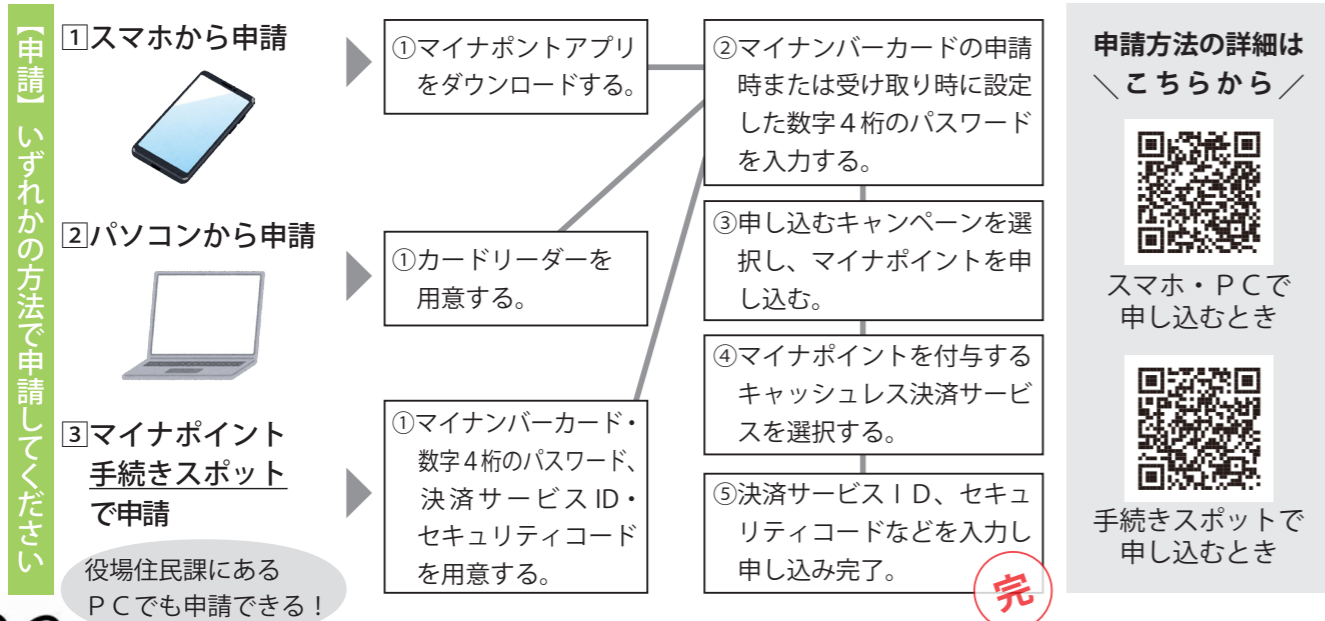 【申請】いずれかの方法で申請してください
1スマホから申請
①マイナポントアプリ
をダウンロードする。
2パソコンから申請
①カードリーダーを
用意する。
3マイナポイント
手続きスポット
で申請
役場住民課にある
ＰＣでも申請できる！
①マイナンバーカード・
数字４桁のパスワード、
決済サービスID・
セキュリティコード
を用意する。
②マイナンバーカードの申請
時または受け取り時に設定
した数字４桁のパスワード
を入力する。
③申し込むキャンペーンを選
択し、マイナポイントを申
し込む。
④マイナポイントを付与する
キャッシュレス決済サービ
スを選択する。
⑤決済サービスＩＤ、セキュ
リティコードなどを入力し
申し込み完了。
完
申請方法の詳細は
＼こちらから／
スマホ・ＰＣで
申し込むとき
手続きスポットで
申し込むとき